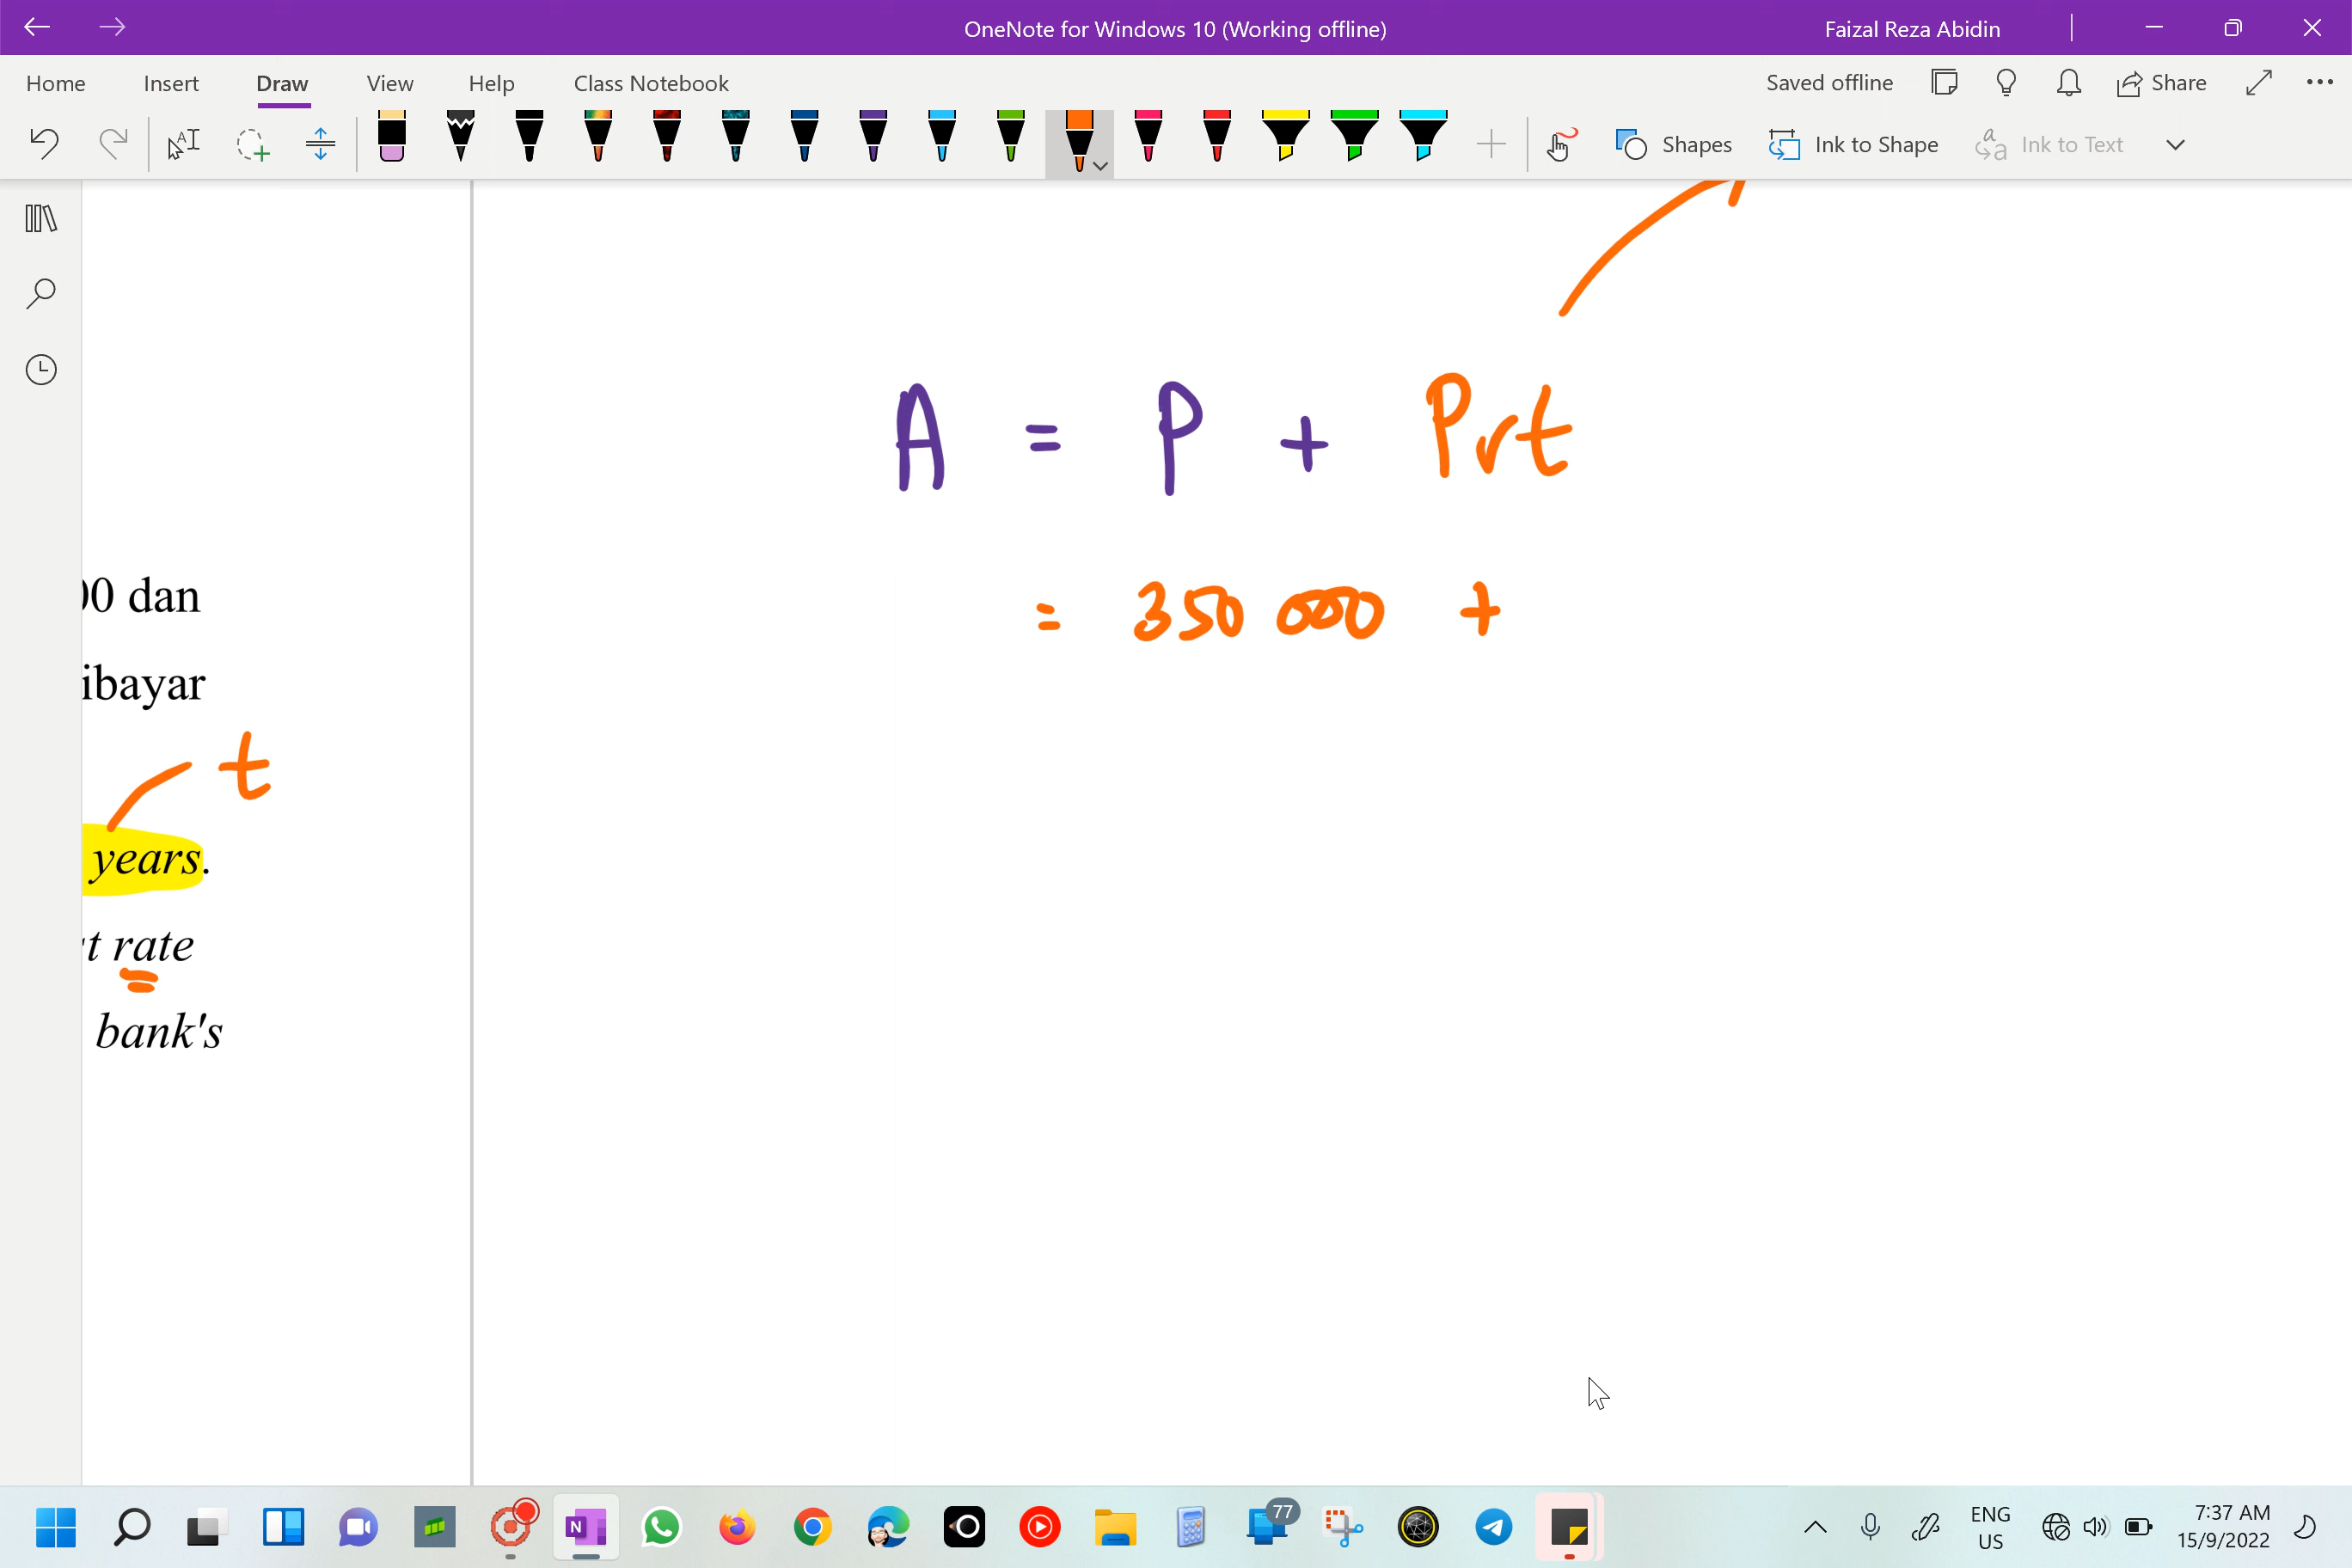 OneNote for Windows 10 (Working offline)
Faizal Reza Abidin
Home Insert Draw View Help Class Notebook
Saved offline Share
Shapes Ink to Shape Ink to Text
A = P + Prt
00 dan
= 350 000 +
ibayar
t
years.
t rate
bank's
77
ENG
US
7:37 AM
15/9/2022